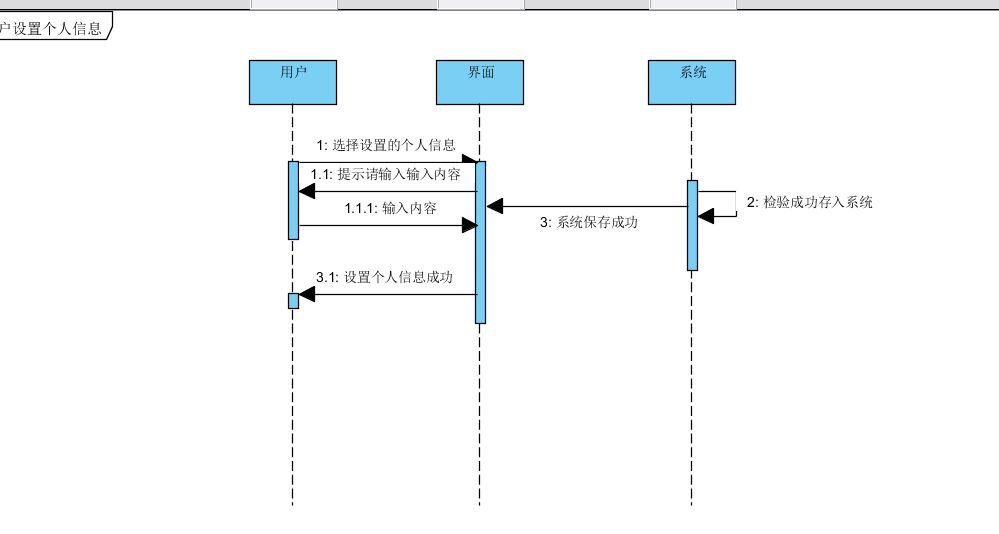 户设置个人信息
用户
界面
系统
1: 选择设置的个人信息
1.1: 提示请输入输入内容
1.1.1: 输入内容
2: 检验成功存入系统
3: 系统保存成功
3.1: 设置个人信息成功